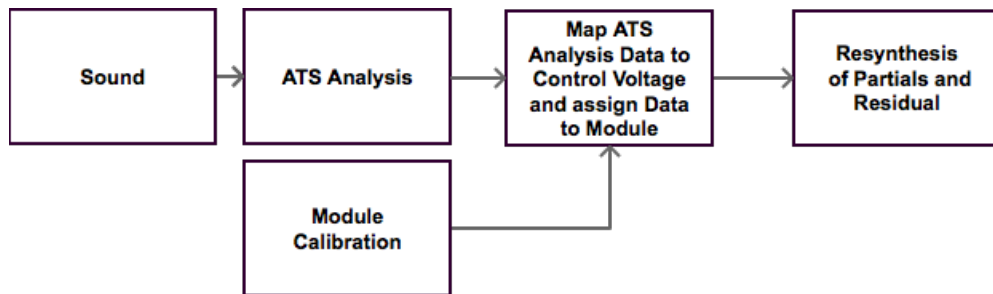 Sound
ATS Analysis
Map ATS
Analysis Data to
Control Voltage
and assign Data
to Module
Resynthesis
of Partials and
Residual
Module
Calibration